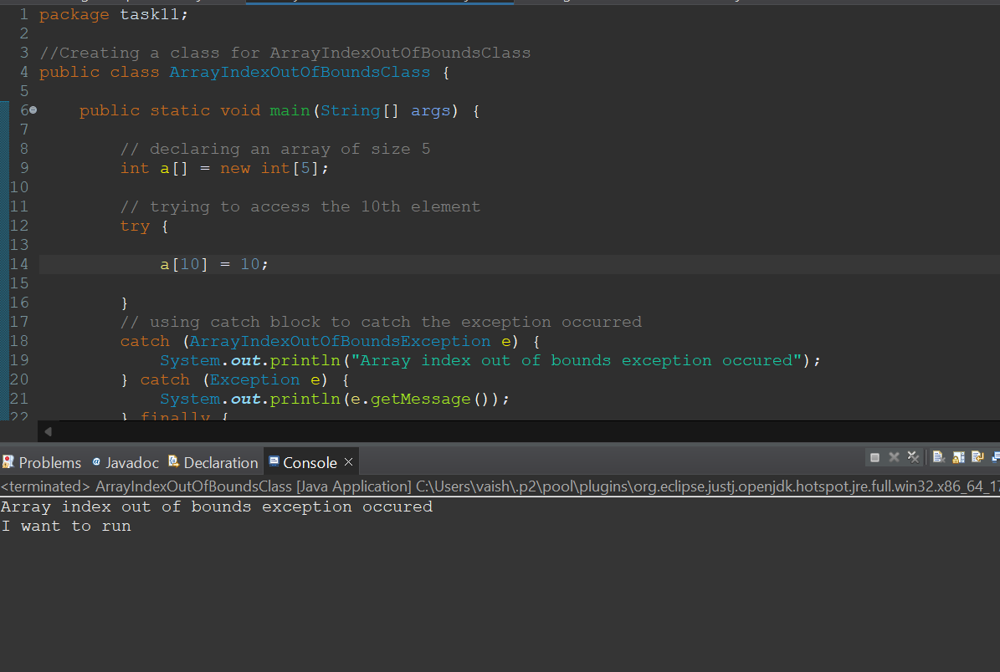 1 package task11;
2
3 //Creating a class for ArrayIndexOutOfBoundsClass
4 public class ArrayIndexOutOfBoundsClass {
5
6 public static void main(String[] args) {
7
8 // declaring an array of size 5
9 int a[] = new int[5];
10
11 // trying to access the 10th element
12 try {
13
14 a[10] = 10;
15
16 }
17 // using catch block to catch the exception occurred
18 catch (ArrayIndexOutOfBoundsException e) {
19 System.out.println("Array index out of bounds exception occured");
20 } catch (Exception e) {
21 System.out.println(e.getMessage());
22 } finally {
Problems @ Javadoc Declaration Console
<terminated> ArrayIndexOutOfBoundsClass [Java Application] C:\Users\vaish\.p2\pool\plugins\org.eclipse.justj.openjdk.hotspot.jre.full.win32.x86_64_17
Array index out of bounds exception occured
I want to run